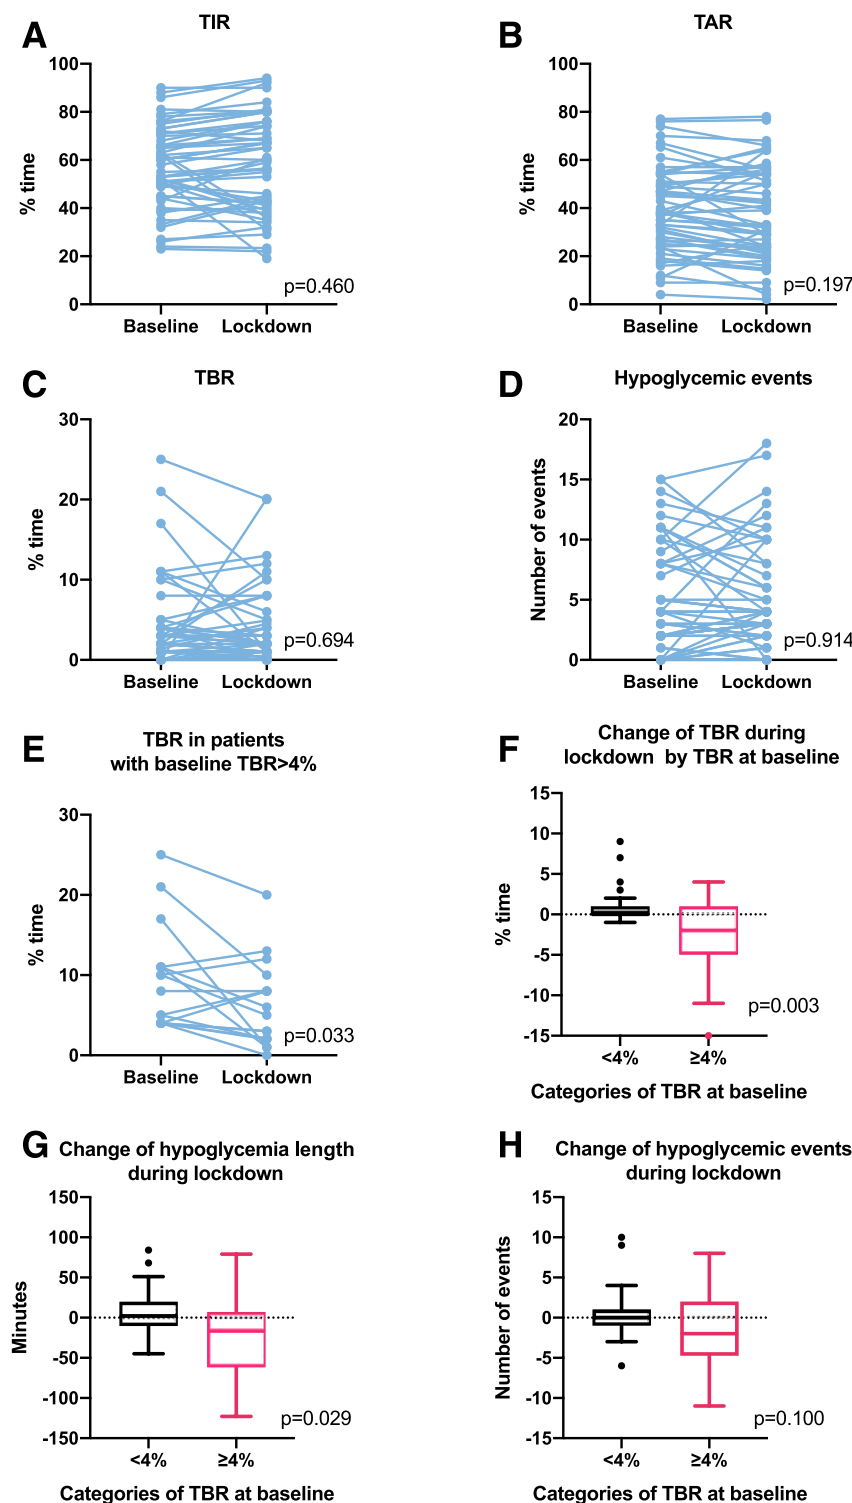 A
TIR
100
80
60
40
20
0
% time
p=0.460
Baseline Lockdown
B
TAR
100
80
60
40
20
0
% time
p=0.197
Baseline Lockdown
C
TBR
30
20
10
0
% time
p=0.694
Baseline Lockdown
D
Hypoglycemic events
20
15
10
5
0
Number of events
p=0.914
Baseline Lockdown
E
TBR in patients
with baseline TBR>4%
30
20
10
0
% time
p=0.033
Baseline Lockdown
F
Change of TBR during
lockdown by TBR at baseline
15
10
5
0
-5
-10
-15
% time
p=0.003
<4% ≥4%
Categories of TBR at baseline
G
Change of hypoglycemia length
during lockdown
150
100
50
0
-50
-100
-150
Minutes
p=0.029
<4% ≥4%
Categories of TBR at baseline
H
Change of hypoglycemic events
during lockdown
15
10
5
0
-5
-10
-15
Number of events
p=0.100
<4% ≥4%
Categories of TBR at baseline